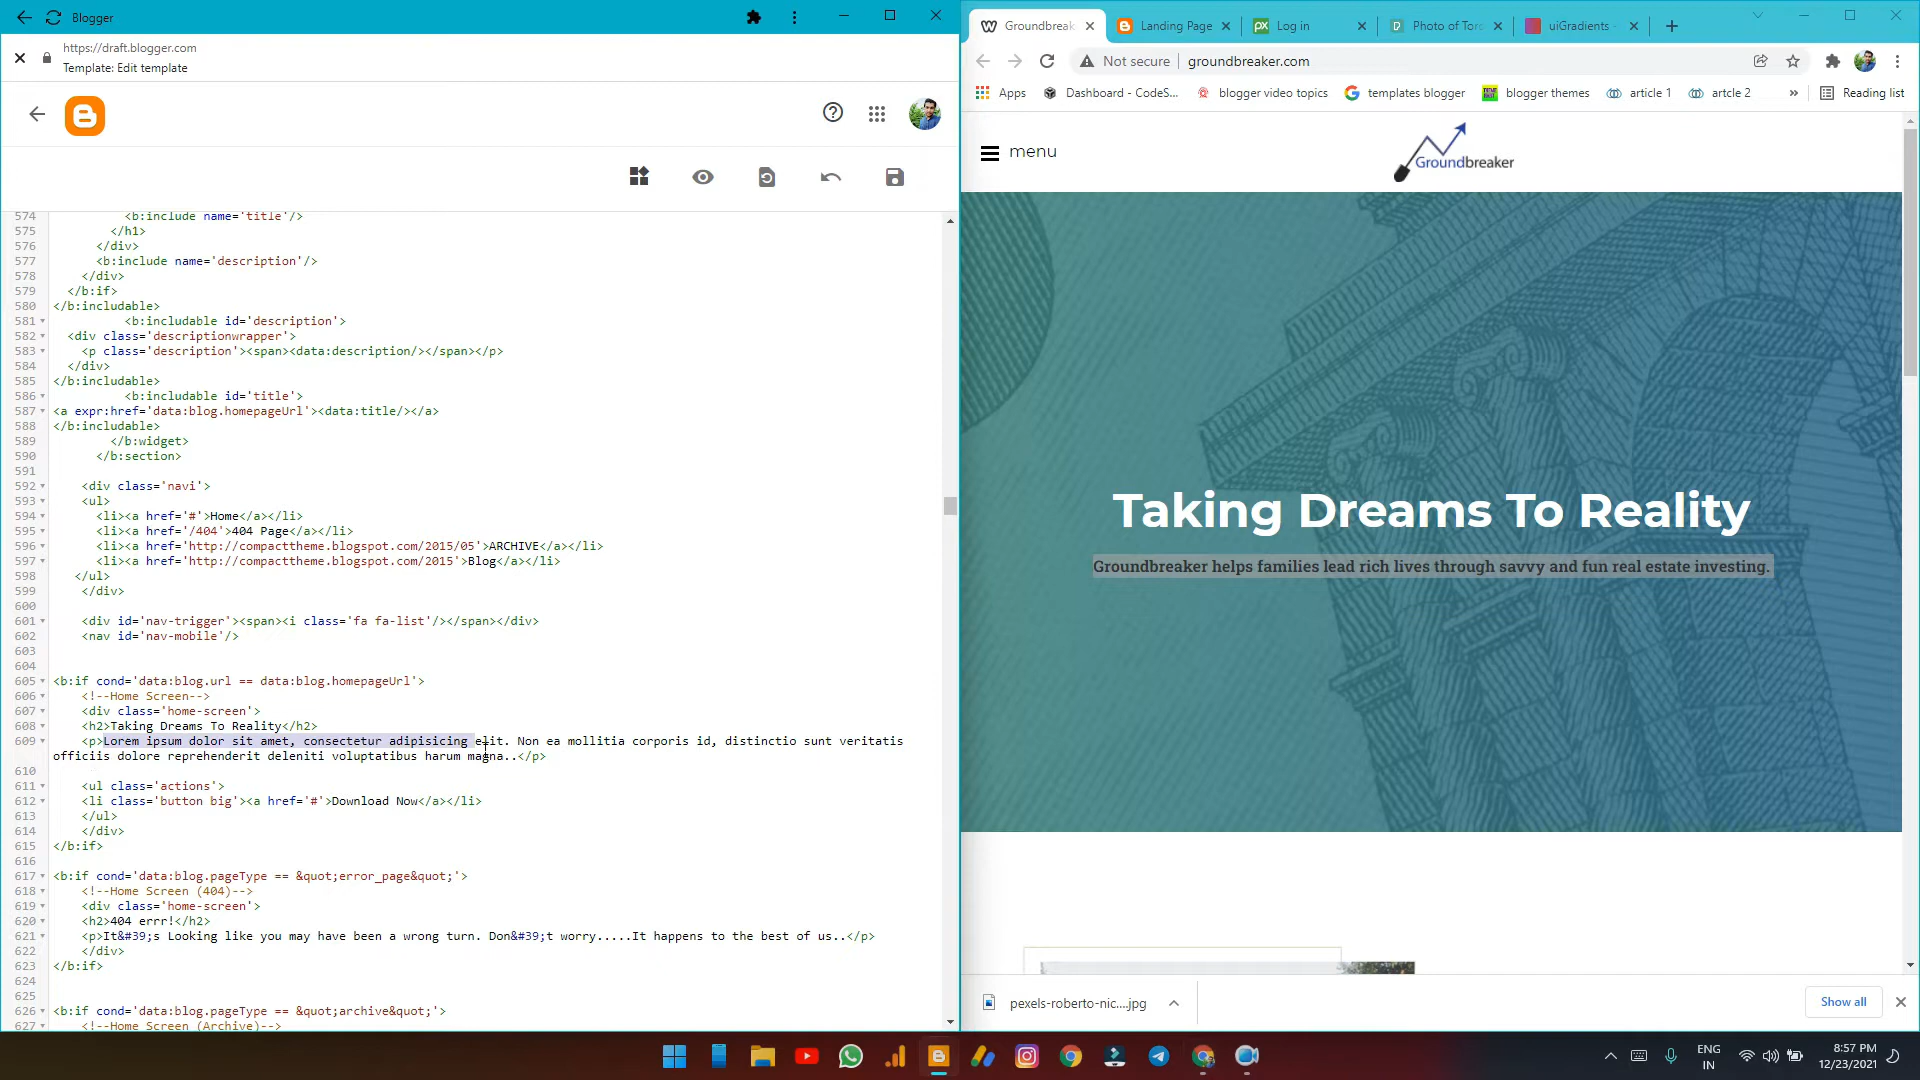 Blogger
https://draft.blogger.com
Template: Edit template
574 <b:include name='title'/>
575 </h1>
576 </div>
577 <b:include name='description'/>
578 </div>
579 </b:if>
580 </b:includable>
581 <b:includable id='description'>
582 <div class='descriptionwrapper'>
583 <p class='description'><span><data:description/></span></p>
584 </div>
585 </b:includable>
586 <b:includable id='title'>
587 <a expr:href='data:blog.homepageUrl'><data:title/></a>
588 </b:includable>
589 </b:widget>
590 </b:section>
591
592 <div class='navi'>
593 <ul>
594 <li><a href='#'>Home</a></li>
595 <li><a href='/404'>404 Page</a></li>
596 <li><a href='http://compacttheme.blogspot.com/2015/05'>ARCHIVE</a></li>
597 <li><a href='http://compacttheme.blogspot.com/2015'>Blog</a></li>
598 </ul>
599 </div>
600
601 <div id='nav-trigger'><span><i class='fa fa-list'/></span></div>
602 <nav id='nav-mobile'/>
603
604
605 <b:if cond='data:blog.url == data:blog.homepageUrl'>
606 <!--Home Screen-->
607 <div class='home-screen'>
608 <h2>Taking Dreams To Reality</h2>
609 <p>Lorem ipsum dolor sit amet, consectetur adipisicing elit. Non ea mollitia corporis id, distinctio sunt veritatis
officiis dolore reprehenderit deleniti voluptatibus harum magna..</p>
610
611 <ul class='actions'>
612 <li class='button big'><a href='#'>Download Now</a></li>
613 </ul>
614 </div>
615 </b:if>
616
617 <b:if cond='data:blog.pageType == &quot;error_page&quot;'>
618 <!--Home Screen (404)-->
619 <div class='home-screen'>
620 <h2>404 errr!</h2>
621 <p>It&#39;s Looking like you may have been a wrong turn. Don&#39;t worry.....It happens to the best of us..</p>
622 </div>
623 </b:if>
624
625
626 <b:if cond='data:blog.pageType == &quot;archive&quot;'>
627 <!--Home Screen (Archive)-->
Groundbreak
Landing Page
Log in
Photo of Toro
uiGradients
Not secure
groundbreaker.com
Apps
Dashboard - CodeS...
blogger video topics
templates blogger
blogger themes
article 1
artcle 2
»
Reading list
menu
Groundbreaker
Taking Dreams To Reality
Groundbreaker helps families lead rich lives through savvy and fun real estate investing.
pexels-roberto-nic....jpg
Show all
ENG
IN
8:57 PM
12/23/2021